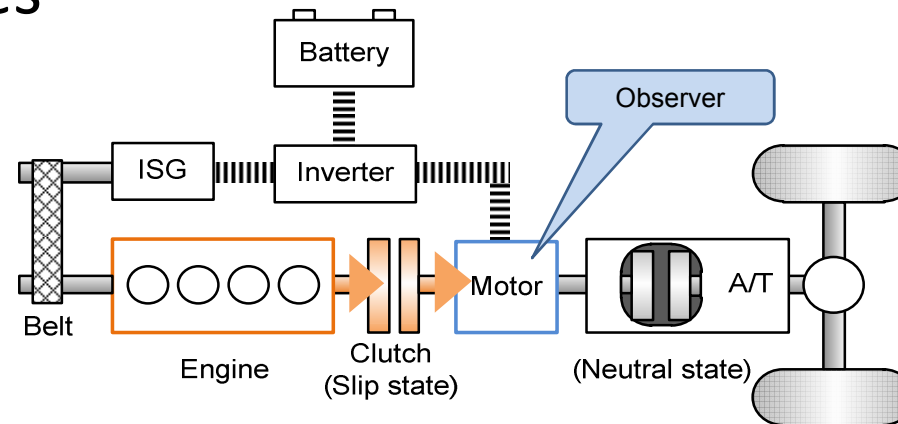 Battery
Observer
ISG
Inverter
Motor
A/T
Belt
Engine
Clutch
(Slip state)
(Neutral state)